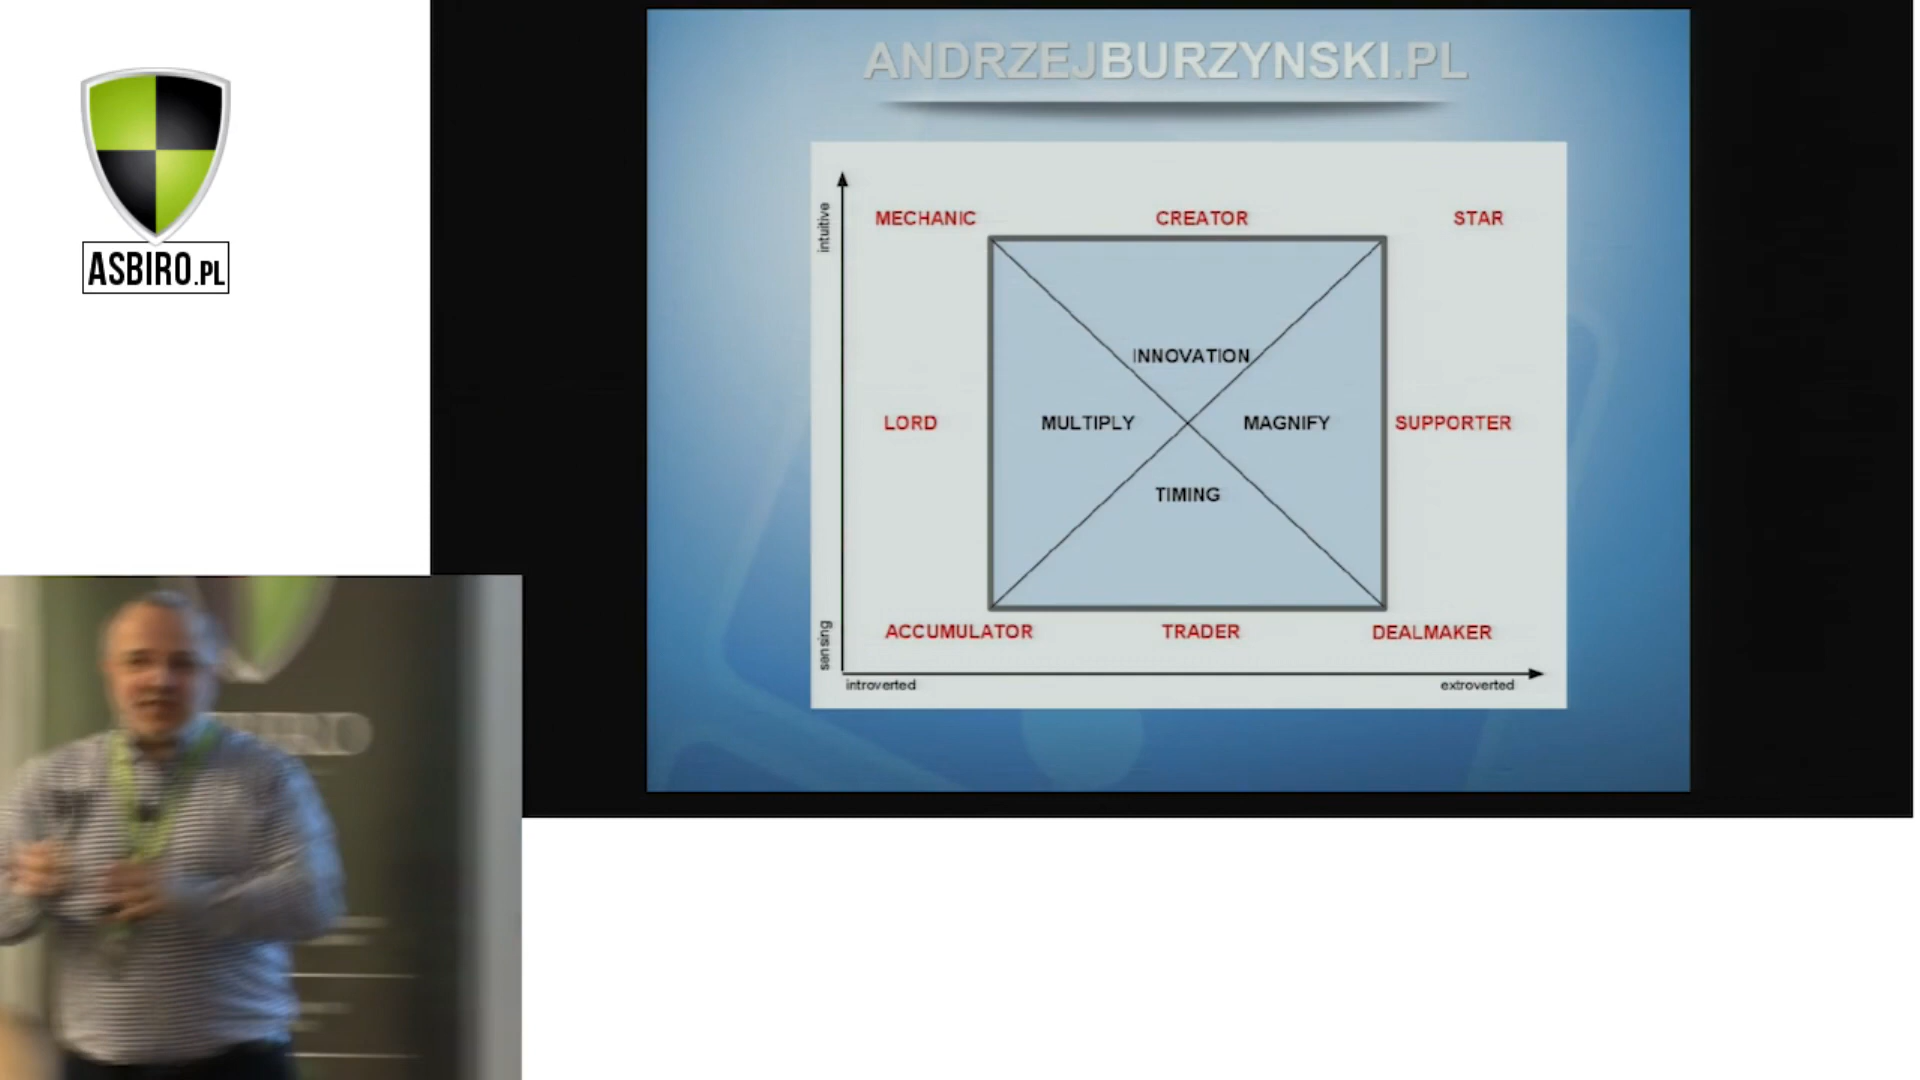 ASBIRO.PL
ANDRZEJBURZYNSKI.PL
intuitive
MECHANIC CREATOR STAR
INNOVATION
LORD MULTIPLY MAGNIFY SUPPORTER
TIMING
sensing
ACCUMULATOR TRADER DEALMAKER
introverted extroverted